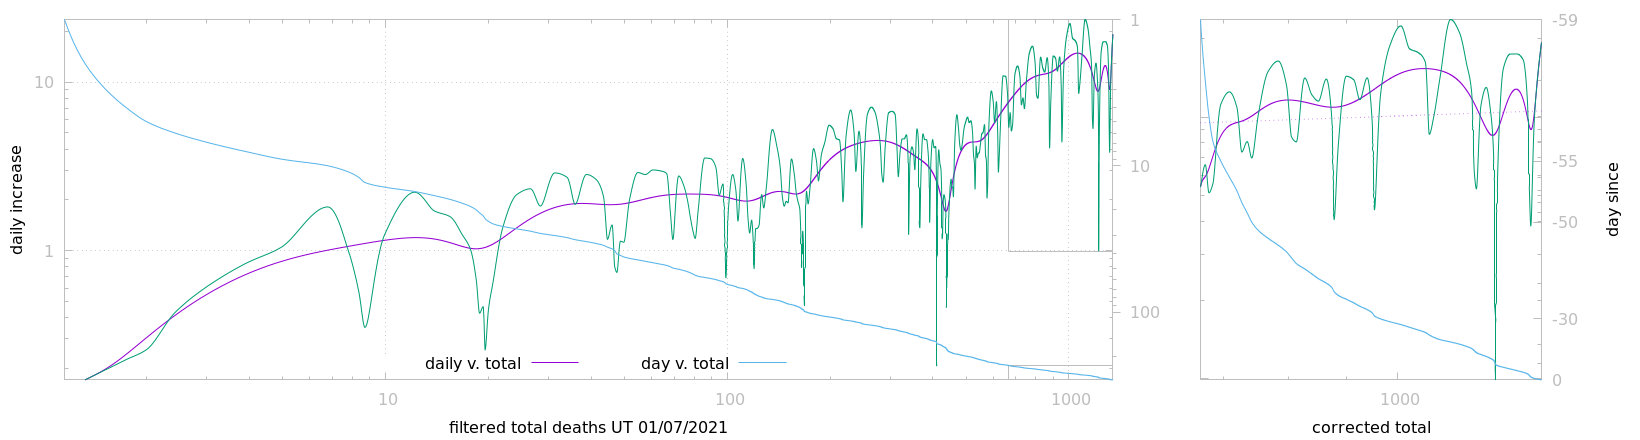 daily increase
10
1
daily v. total
day v. total
10
100
1000
filtered total deaths UT 01/07/2021
1
10
100
day since
-59
-55
-50
-30
0
1000
corrected total